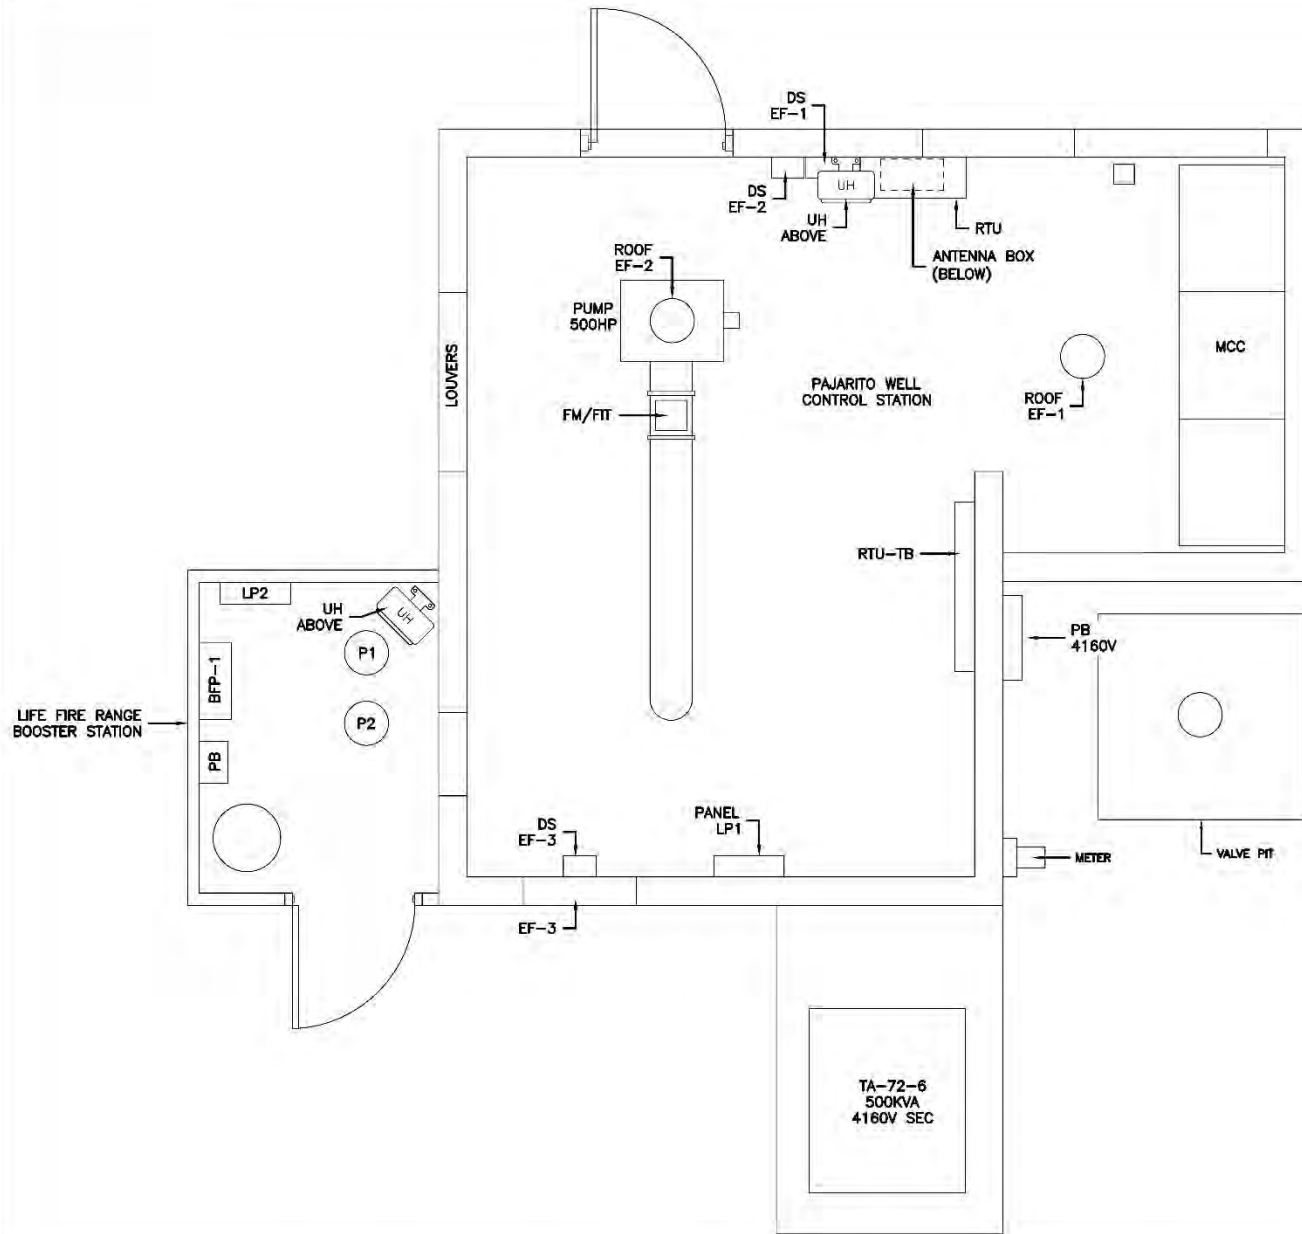 DS
EF-1
DS
EF-2
UH
UH
ABOVE
RTU
ANTENNA BOX
(BELOW)
ROOF
EF-2
PUMP
500HP
LOUVERS
MCC
PAJARITO WELL
CONTROL STATION
ROOF
EF-1
FM/FIT
RTU-TB
LP2
UH
ABOVE
UH
P1
BFP-1
PB
4160V
LIFE FIRE RANGE
BOOSTER STATION
P2
PB
PANEL
LP1
DS
EF-3
METER
VALVE PIT
EF-3
TA-72-6
500KVA
4160V SEC